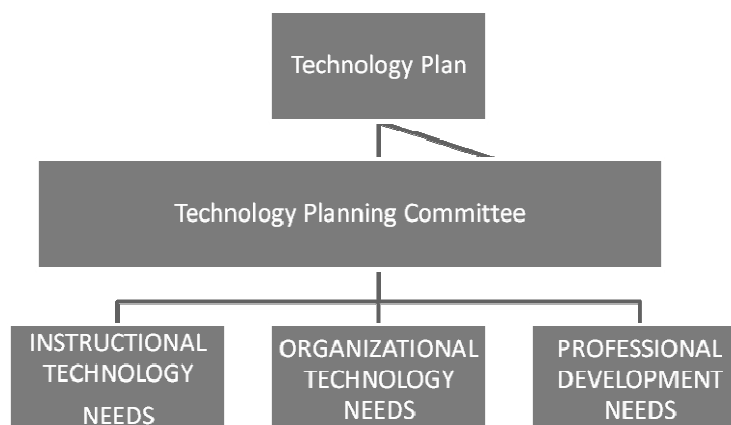 Technology Plan
Technology Planning Committee
INSTRUCTIONAL
TECHNOLOGY
NEEDS
ORGANIZATIONAL
TECHNOLOGY
NEEDS
PROFESSIONAL
DEVELOPMENT
NEEDS